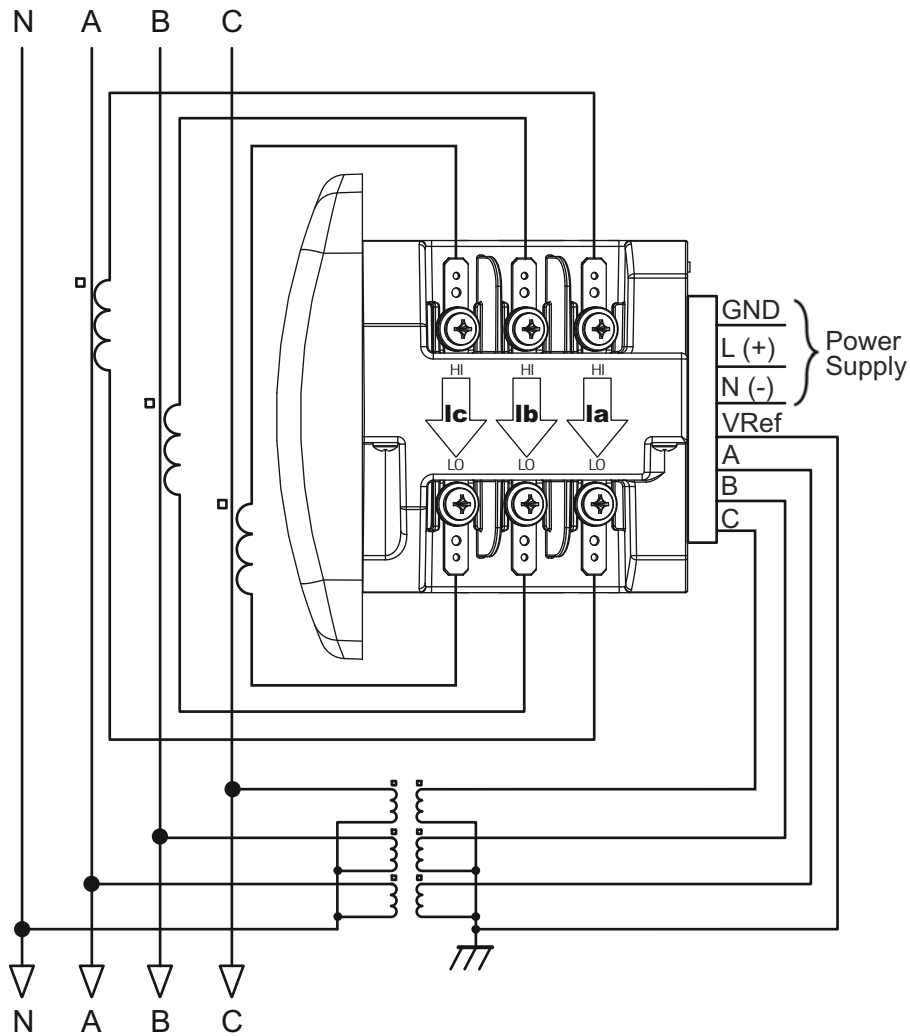 N A B C
GND
L (+)
N (-)
Power
Supply
VRef
A
B
C
HI HI HI
Ic Ib Ia
LO LO LO
N A B C